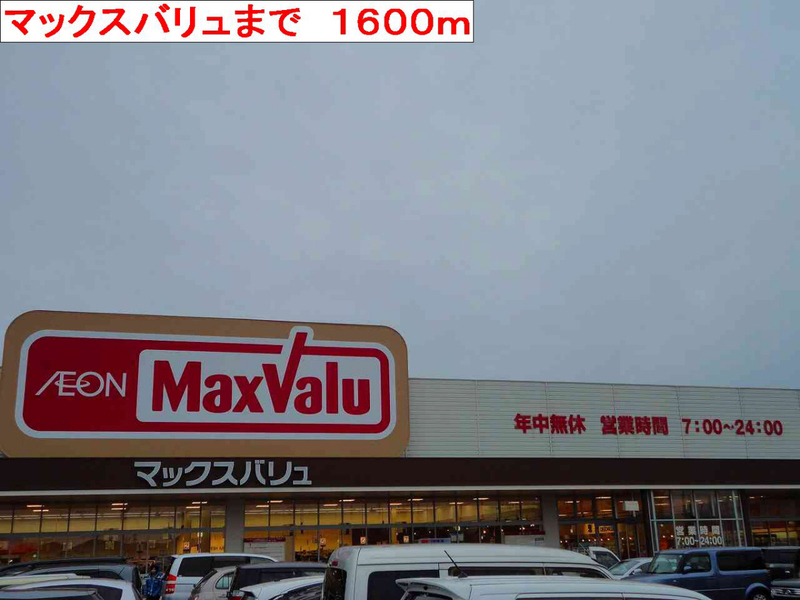 マックスバリュまで　1600m
ÆON MaxValu
年中無休 営業時間 7:00～24:00
マックスバリュ
営業時間
7:00～24:00